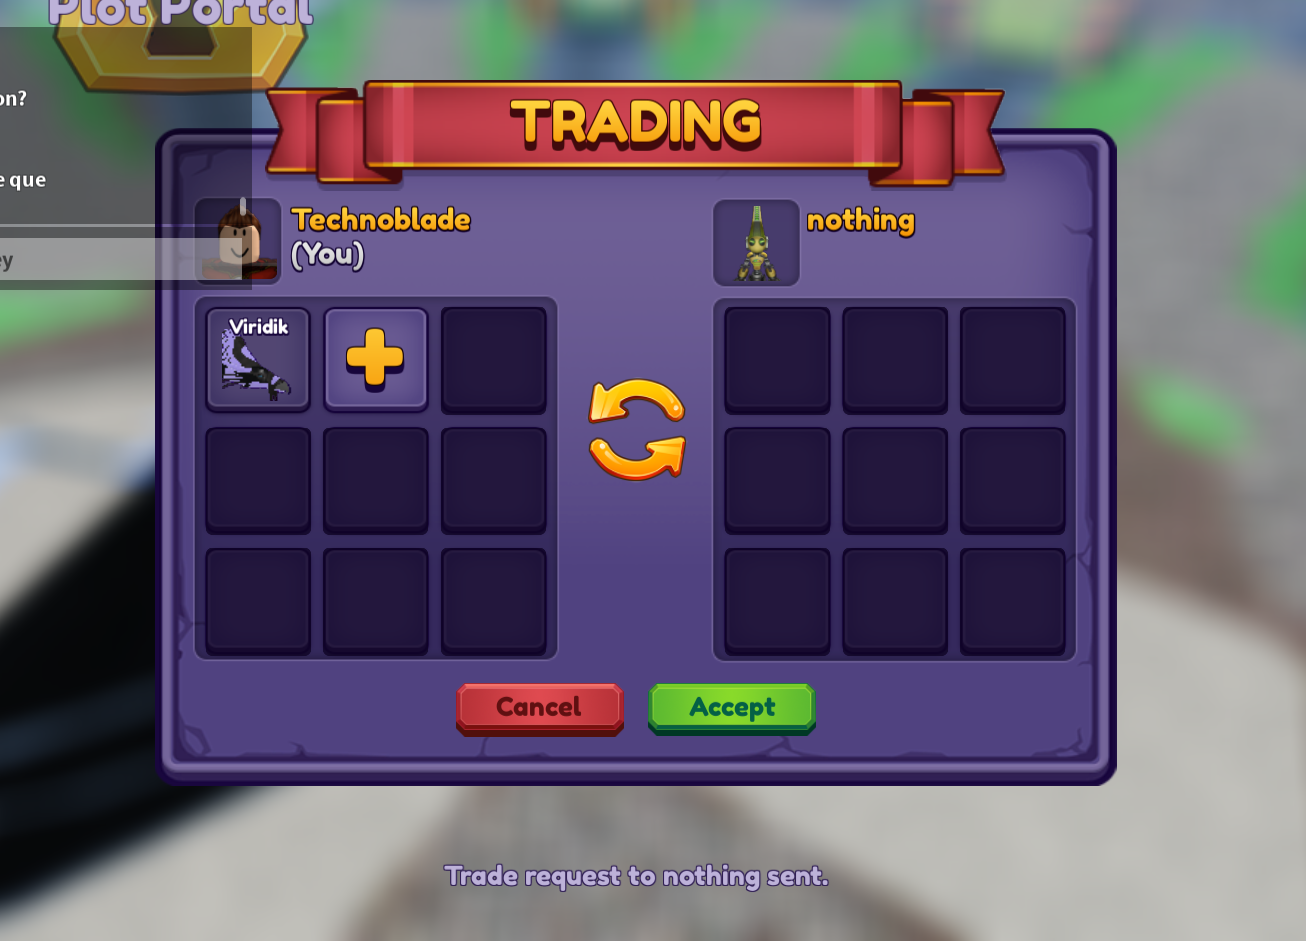 Plot Portal
on?
e que
ey
TRADING
Technoblade
(You)
nothing
Viridik
Cancel
Accept
Trade request to nothing sent.